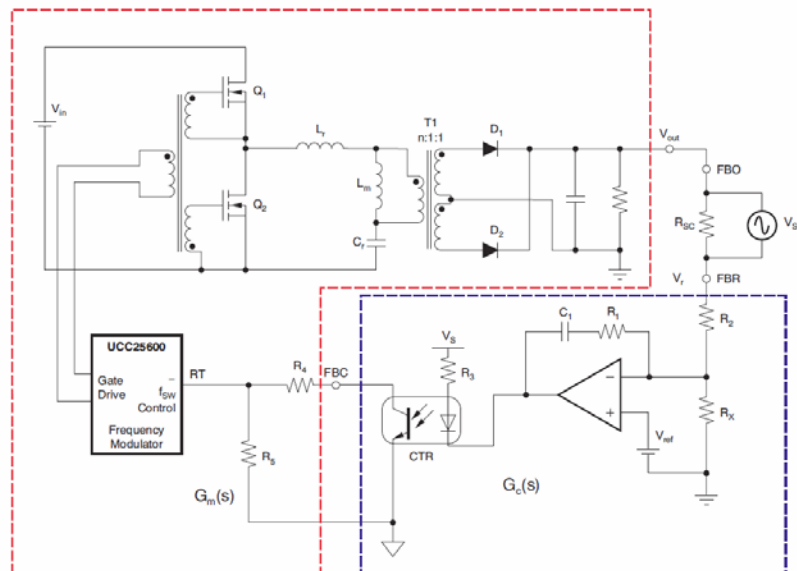 Q1
Vin
T1
n:1:1
Lr
D1
Vout
FBO
Lm
Q2
RSC
VS
Cr
D2
Vr
FBR
C1
R1
R2
VS
UCC25600
RT
R4
FBC
R3
Gate
Drive
–
fSW
Control
–
+
RX
Frequency
Modulator
Vref
R5
CTR
Gm(s)
Gc(s)